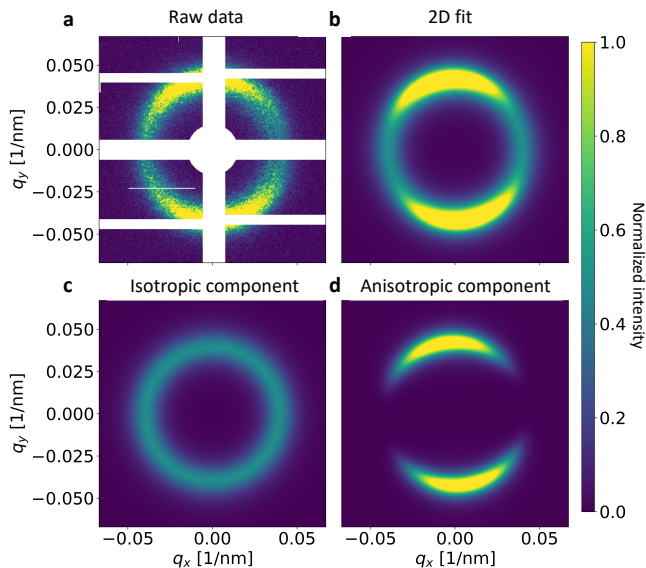 a Raw data b 2D fit
0.050
0.025
0.000
−0.025
−0.050
q_y [1/nm]
1.0
0.8
0.6
0.4
0.2
0.0
Normalized intensity
c Isotropic component d Anisotropic component
0.050
0.025
0.000
−0.025
−0.050
q_y [1/nm]
−0.05 0.00 0.05 −0.05 0.00 0.05
q_x [1/nm] q_x [1/nm]